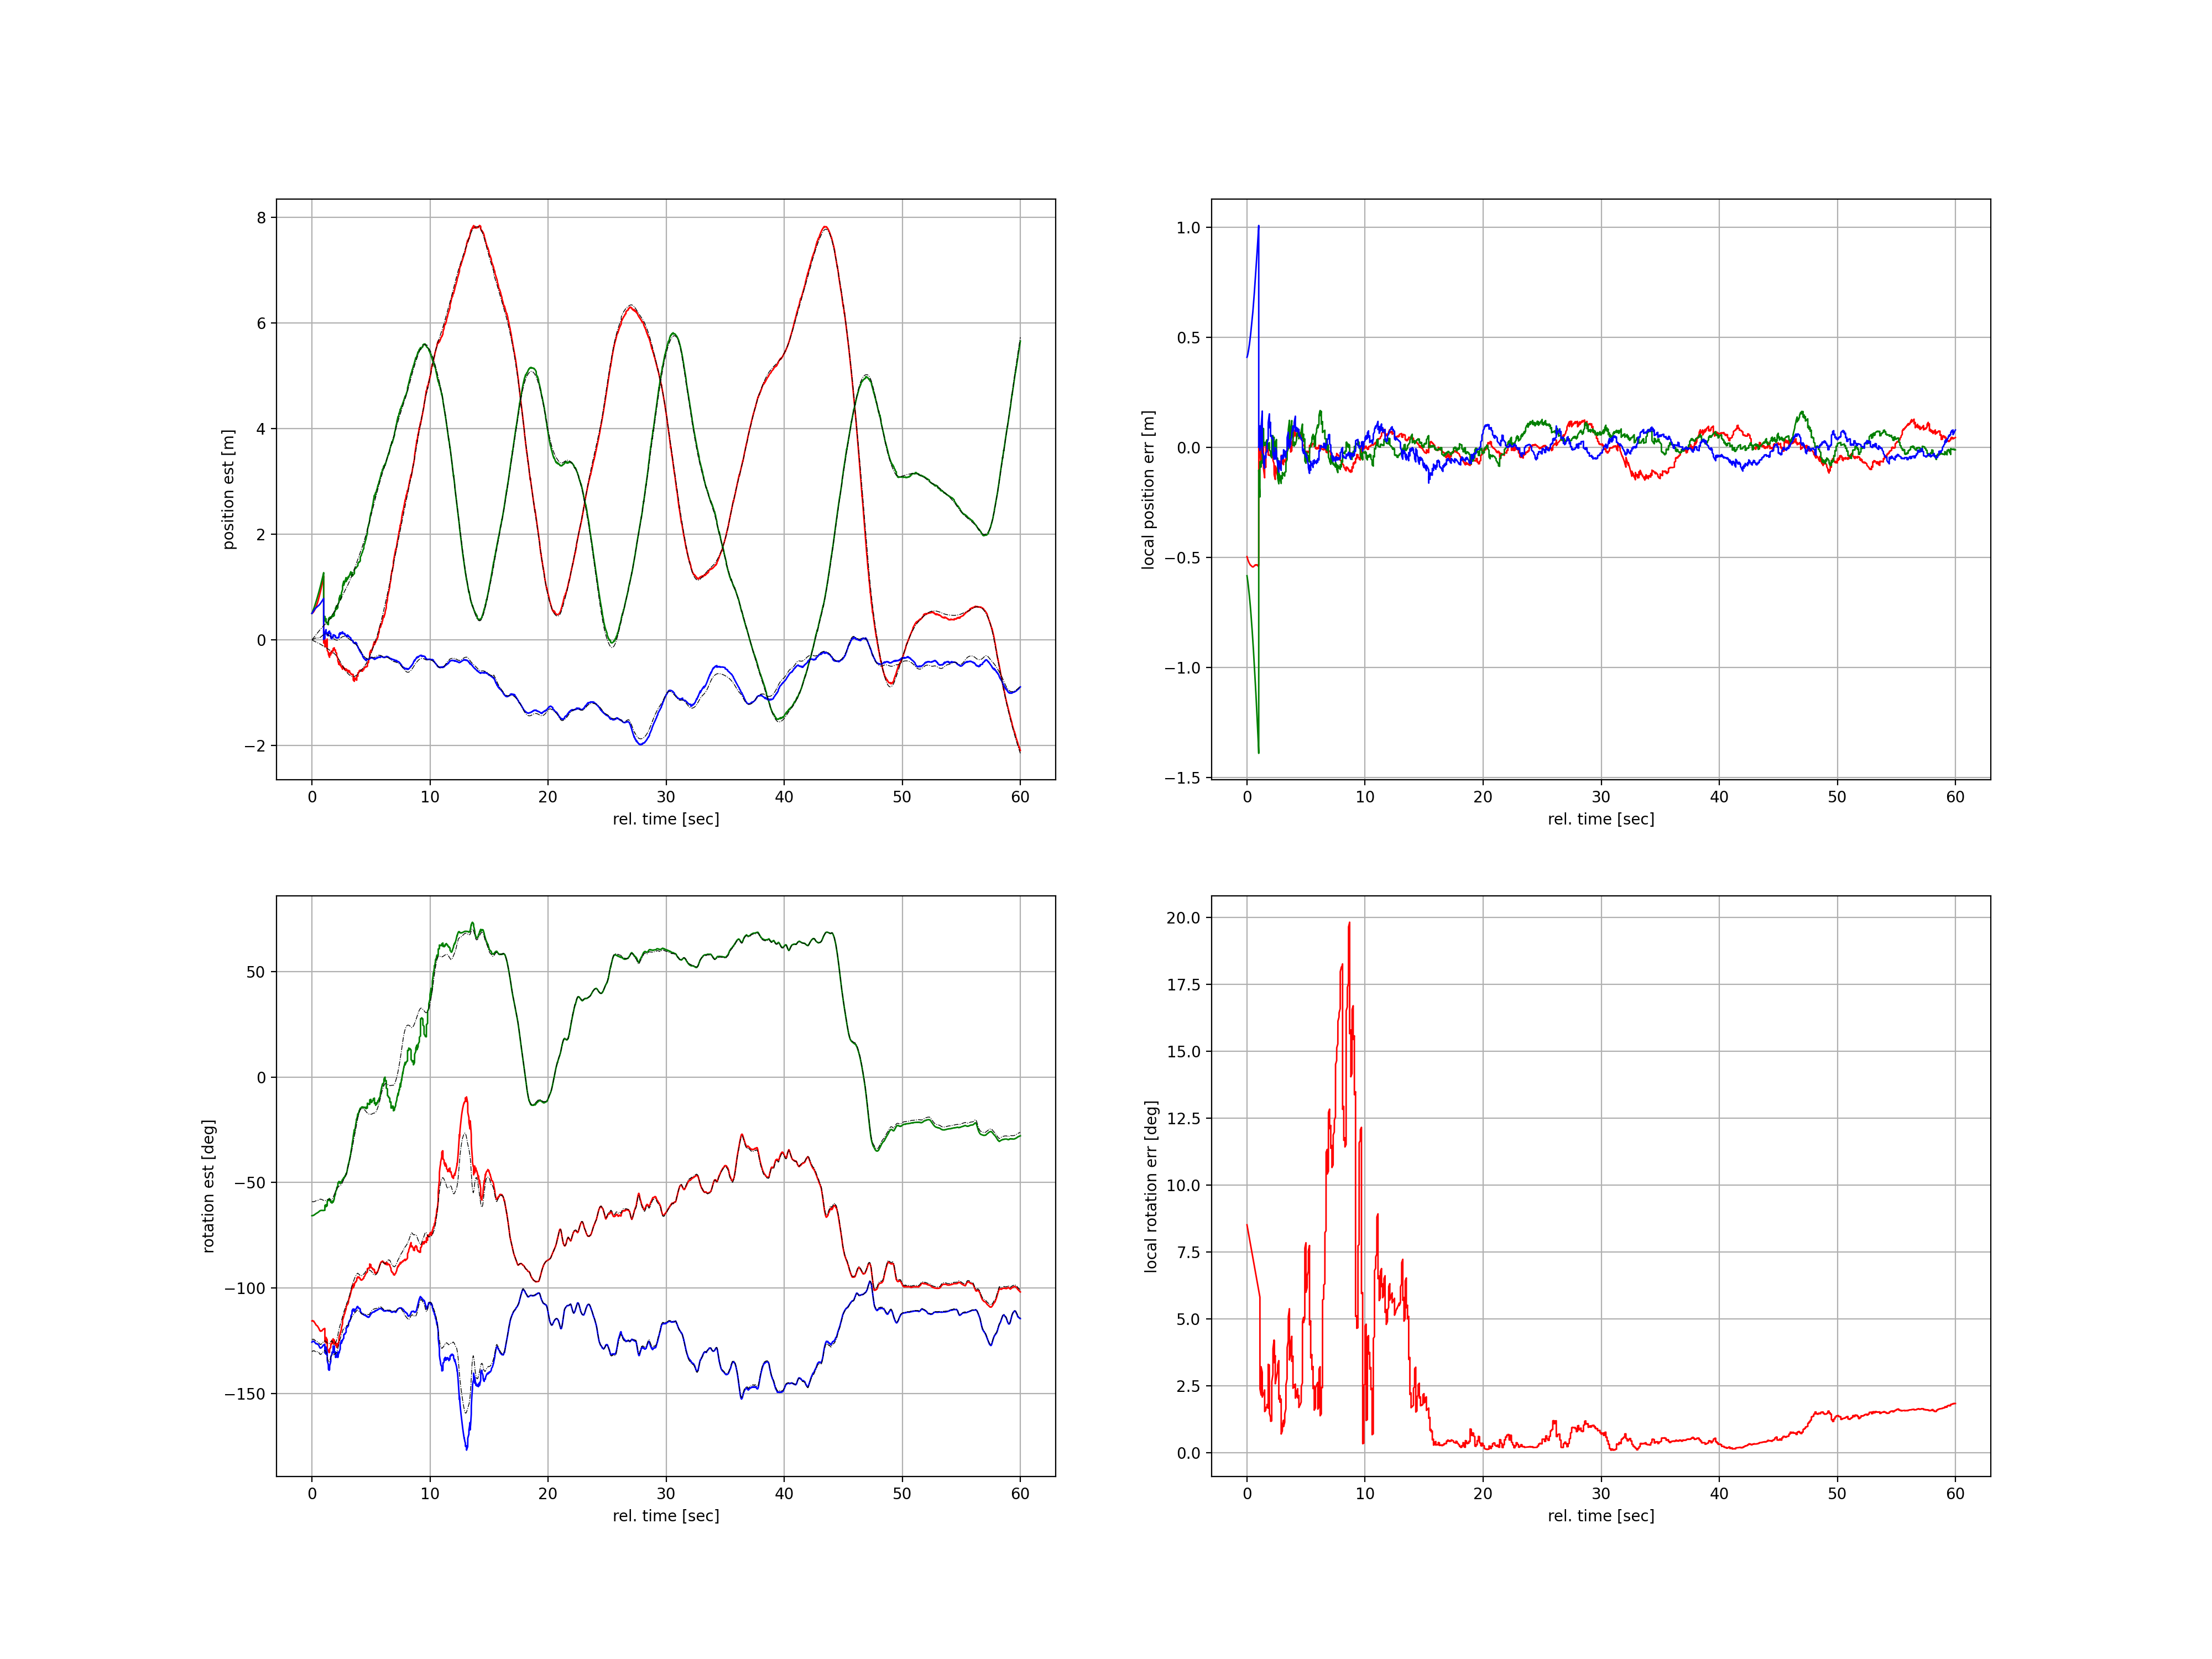 8
6
4
2
0
−2
position est [m]
0 10 20 30 40 50 60
rel. time [sec]
1.0
0.5
0.0
−0.5
−1.0
−1.5
local position err [m]
0 10 20 30 40 50 60
rel. time [sec]
50
0
−50
−100
−150
rotation est [deg]
0 10 20 30 40 50 60
rel. time [sec]
20.0
17.5
15.0
12.5
10.0
7.5
5.0
2.5
0.0
local rotation err [deg]
0 10 20 30 40 50 60
rel. time [sec]